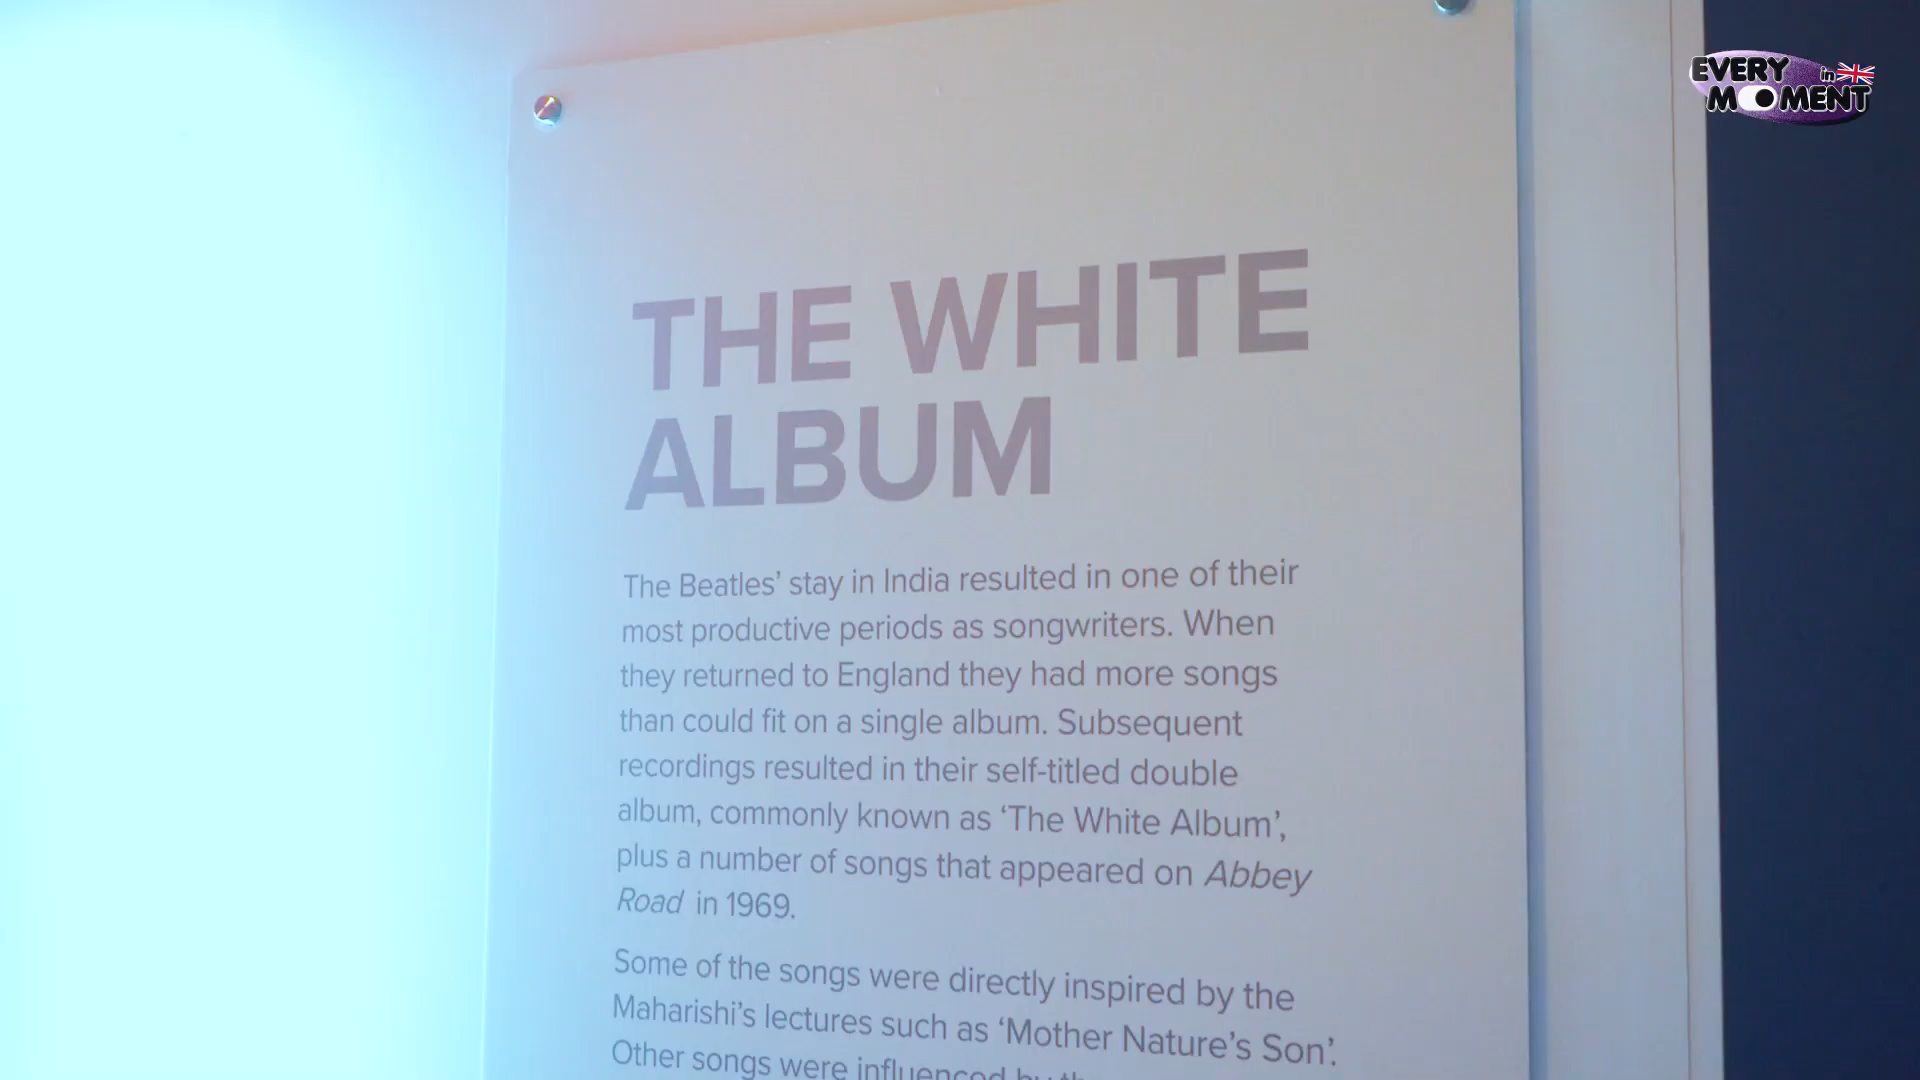 EVERY in
MOMENT
THE WHITE
ALBUM
The Beatles’ stay in India resulted in one of their
most productive periods as songwriters. When
they returned to England they had more songs
than could fit on a single album. Subsequent
recordings resulted in their self-titled double
album, commonly known as ‘The White Album’,
plus a number of songs that appeared on Abbey
Road in 1969.
Some of the songs were directly inspired by the
Maharishi’s lectures such as ‘Mother Nature’s Son’.
Other songs were influenced by